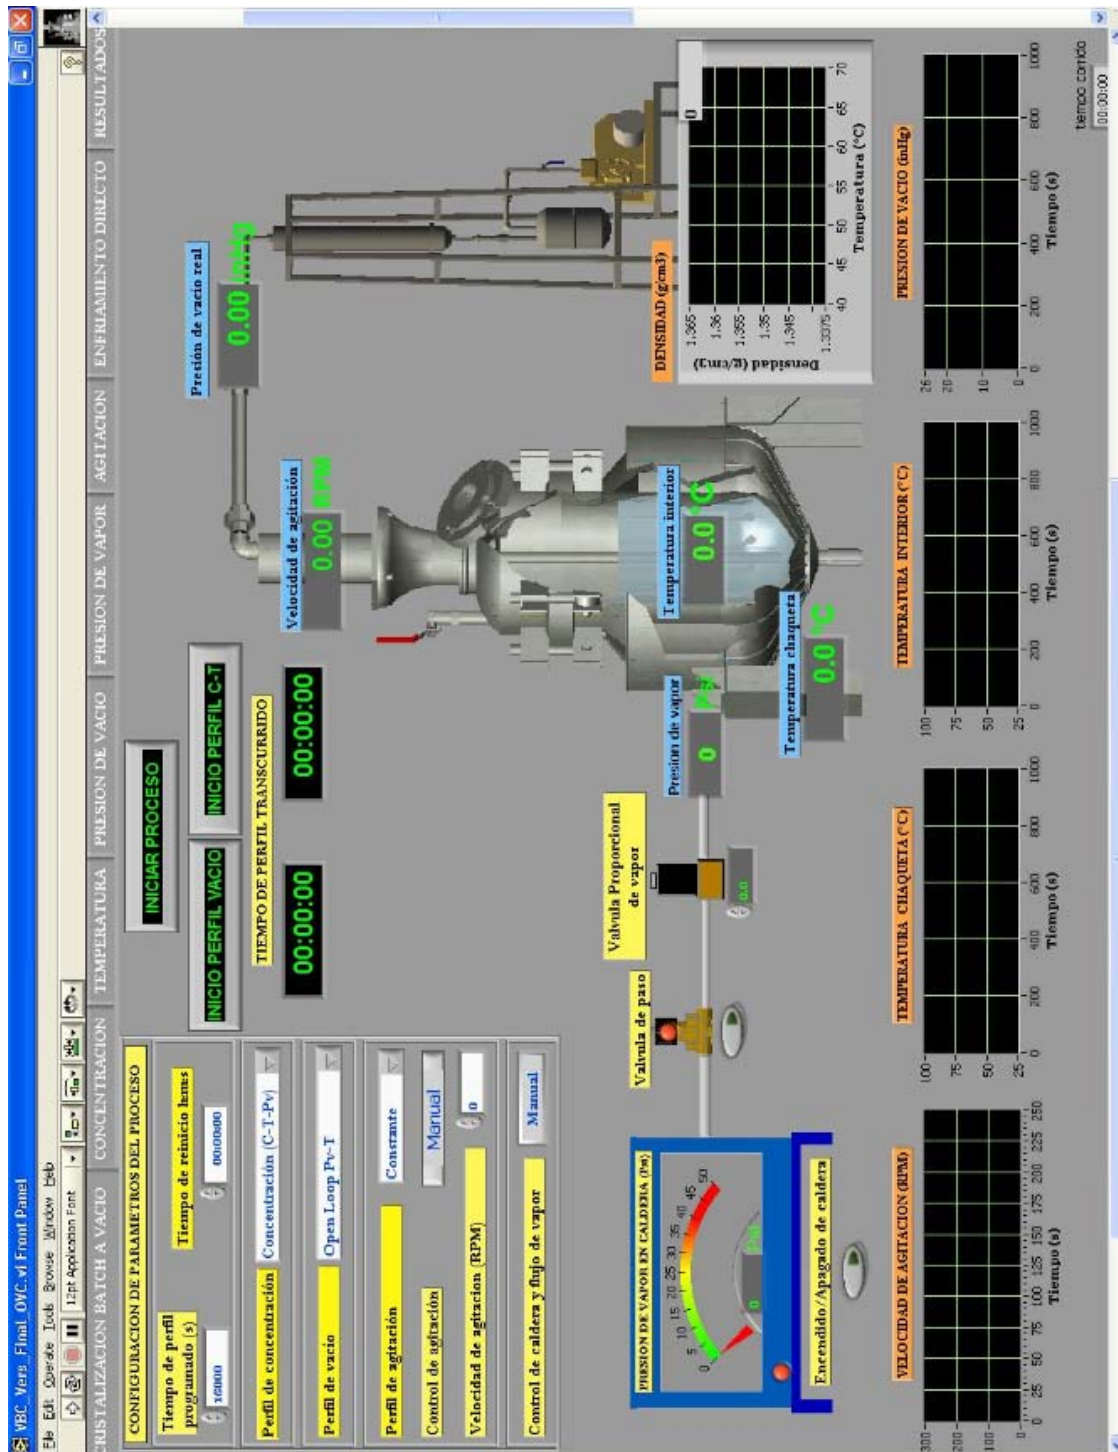 VBC_Vers_Final_OVC.vi Front Panel
File Edit Operate Tools Browse Window Help
12pt Application Font
CRISTALIZACION BATCH A VACIO CONCENTRACION TEMPERATURA PRESION DE VACIO PRESION DE VAPOR AGITACION ENFRIAMIENTO DIRECTO RESULTADOS
CONFIGURACION DE PARAMETROS DEL PROCESO
Tiempo de perfil
programado (s)
Tiempo de reinicio lunes
16000
00:00:00
Perfil de concentración
Concentración (C-T-Pv)
Perfil de vacio
Open Loop Pv-T
Perfil de agitación
Constante
Control de agitación
Manual
Velocidad de agitación (RPM)
0
Control de caldera y flujo de vapor
Manual
INICIAR PROCESO
INICIO PERFIL VACIO
INICIO PERFIL C-T
TIEMPO DE PERFIL TRANSCURRIDO
00:00:00
00:00:00
Presión de vacio real
0.00 inHg
Velocidad de agitación
0.00 RPM
Valvula de paso
Valvula Proporcional
de vapor
0.0
Presion de vapor
0 Psi
Temperatura interior
0.0 °C
Temperatura chaqueta
0.0 °C
PRESION DE VAPOR EN CALDERA (Psi)
0 5 10 15 20 25 30 35 40 45 50
0 Psi
Encendido/Apagado de caldera
DENSIDAD (g/cm3)
0
Densidad (g/cm3)
1.365
1.36
1.355
1.35
1.345
1.3375
40 45 50 55 60 65 70
Temperatura (°C)
VELOCIDAD DE AGITACION (RPM)
300
200
100
0
0 25 50 75 100 125 150 175 200 225 250
Tiempo (s)
TEMPERATURA CHAQUETA (°C)
100
75
50
25
0 200 400 600 800 1000
Tiempo (s)
TEMPERATURA INTERIOR (°C)
100
75
50
25
0 200 400 600 800 1000
Tiempo (s)
PRESION DE VACIO (inHg)
26
20
10
0
0 200 400 600 800 1000
Tiempo (s)
tiempo corrido
00:00:00